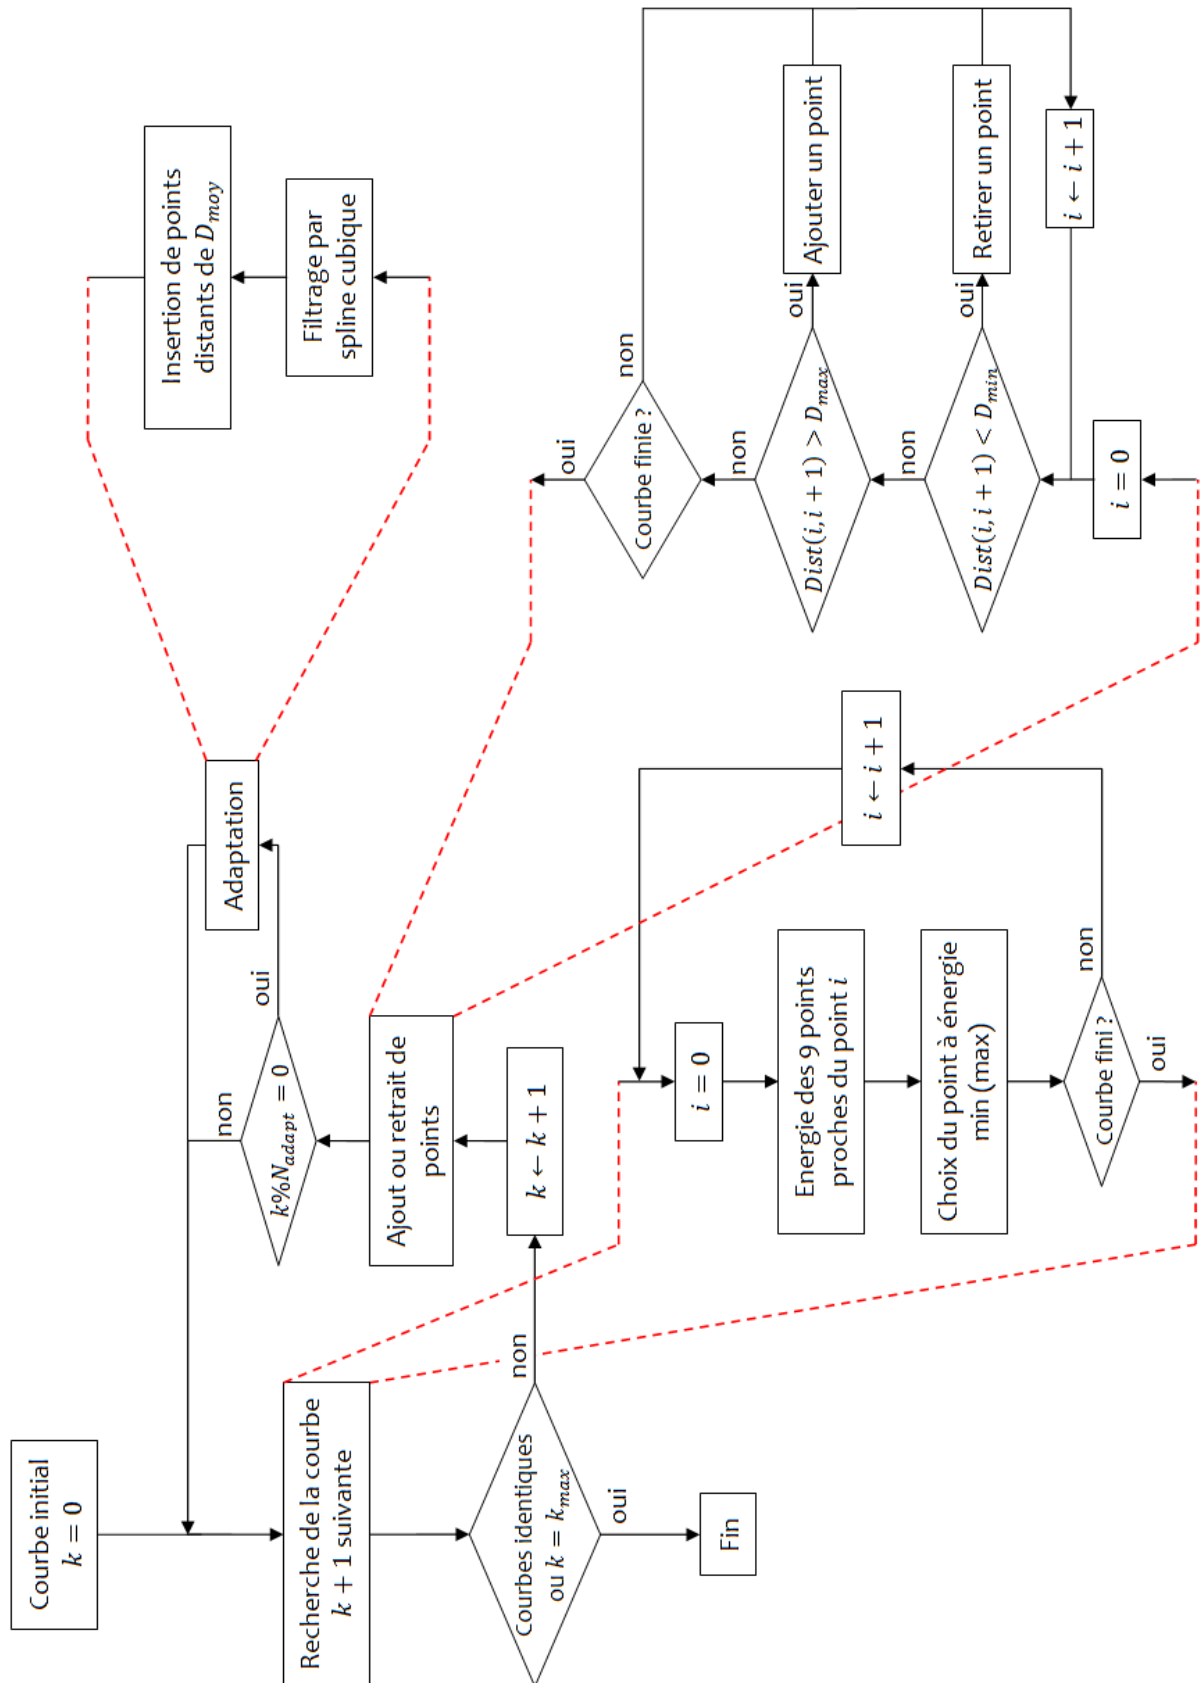 Courbe initial
k = 0
Recherche de la courbe
k + 1 suivante
Courbes identiques
ou k = k_max
oui
Fin
non
k ← k + 1
Ajout ou retrait de
points
k%N_adapt = 0
non
oui
Adaptation
Insertion de points
distants de D_moy
Filtrage par
spline cubique
i = 0
Energie des 9 points
proches du point i
Choix du point à énergie
min (max)
Courbe fini ?
oui
non
i ← i + 1
Courbe finie ?
oui
non
Dist(i, i + 1) > D_max
non
oui
Ajouter un point
Dist(i, i + 1) < D_min
non
oui
Retirer un point
i = 0
i ← i + 1